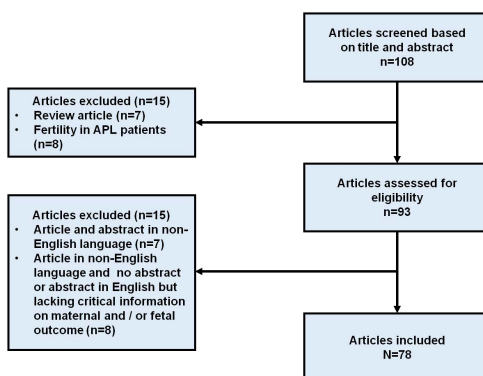 Articles screened based
on title and abstract
n=108
Articles excluded (n=15)
• Review article (n=7)
• Fertility in APL patients
(n=8)
Articles assessed for
eligibility
n=93
Articles excluded (n=15)
• Article and abstract in non-
English language (n=7)
• Article in non-English
language and no abstract
or abstract in English but
lacking critical information
on maternal and / or fetal
outcome (n=8)
Articles included
N=78